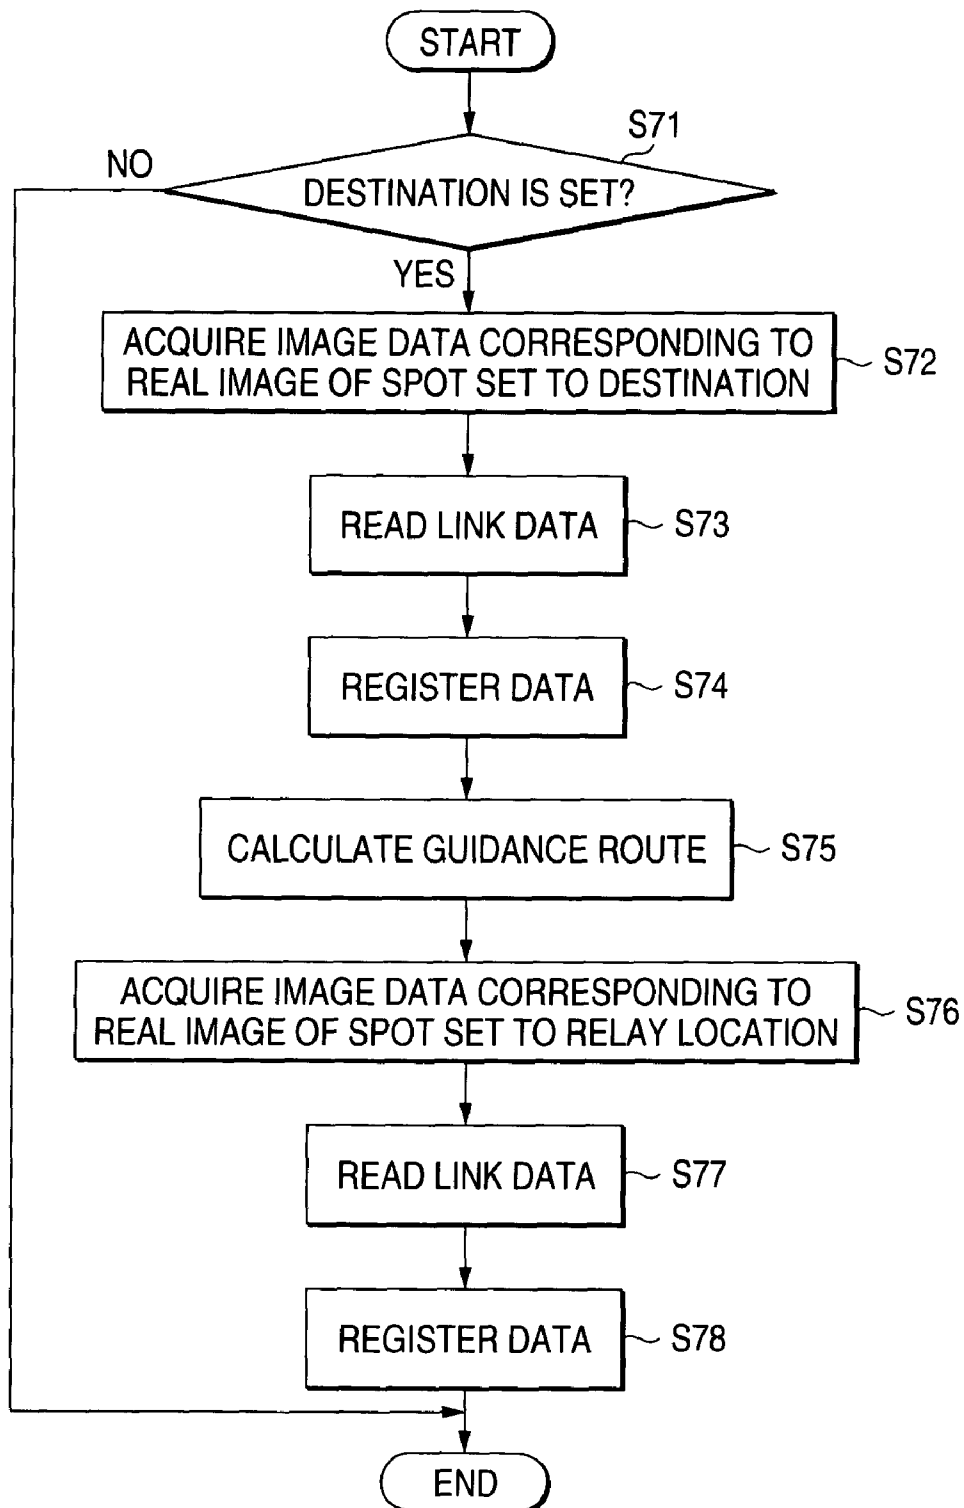 START
S71
NO
DESTINATION IS SET?
YES
ACQUIRE IMAGE DATA CORRESPONDING TO
REAL IMAGE OF SPOT SET TO DESTINATION
S72
READ LINK DATA
S73
REGISTER DATA
S74
CALCULATE GUIDANCE ROUTE
S75
ACQUIRE IMAGE DATA CORRESPONDING TO
REAL IMAGE OF SPOT SET TO RELAY LOCATION
S76
READ LINK DATA
S77
REGISTER DATA
S78
END